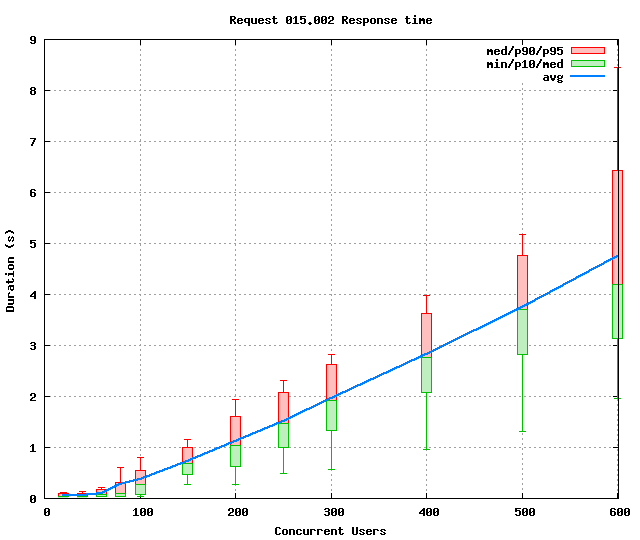 Request 015.002 Response time
med/p90/p95
min/p10/med
avg
9
8
7
6
5
4
3
2
1
0
Duration (s)
0 100 200 300 400 500 600
Concurrent Users